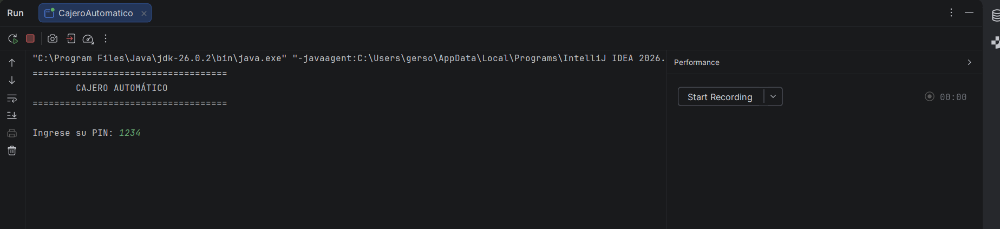 Run CajeroAutomatico
"C:\Program Files\Java\jdk-26.0.2\bin\java.exe" "-javaagent:C:\Users\gerso\AppData\Local\Programs\IntelliJ IDEA 2026.
====================================
CAJERO AUTOMÁTICO
====================================
Ingrese su PIN: 1234
Performance
Start Recording 00:00